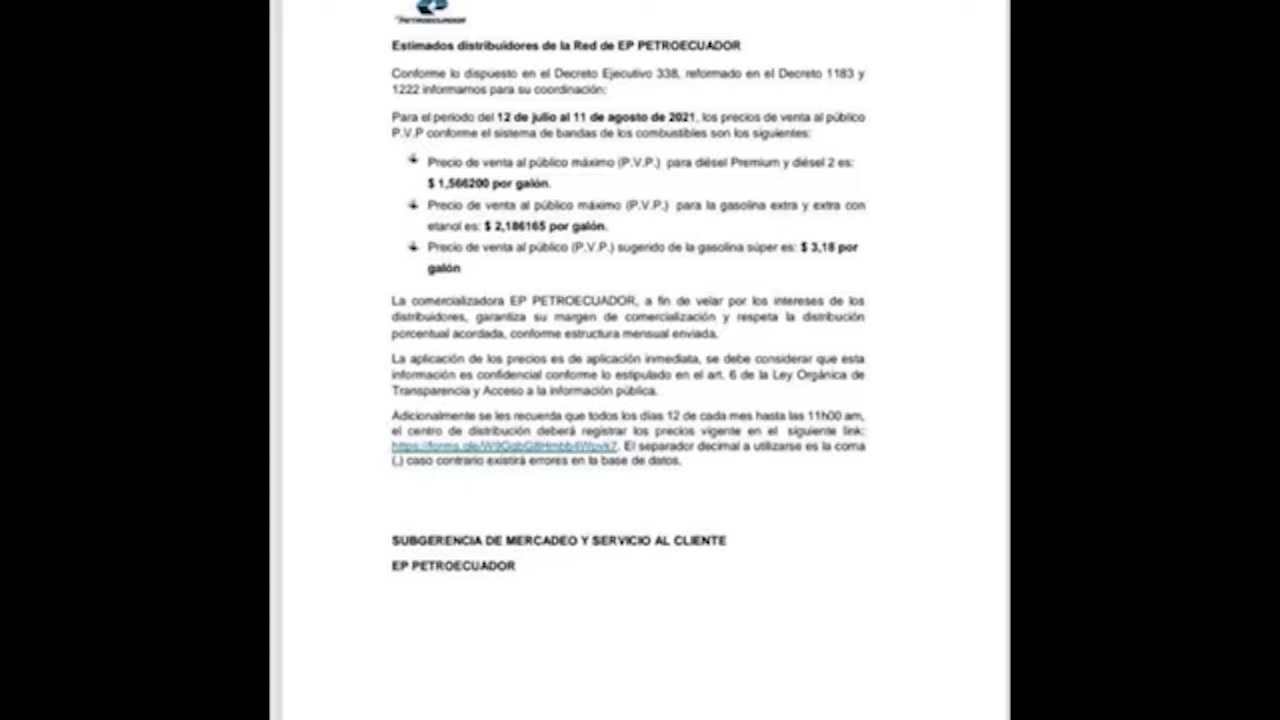 PETROECUADOR
Estimados distribuidores de la Red de EP PETROECUADOR
Conforme lo dispuesto en el Decreto Ejecutivo 338, reformado en el Decreto 1183 y
1222 informamos para su coordinación:
Para el periodo del 12 de julio al 11 de agosto de 2021, los precios de venta al público
P.V.P conforme el sistema de bandas de los combustibles son los siguientes:
Precio de venta al público máximo (P.V.P.) para diésel Premium y diésel 2 es:
$ 1,566200 por galón.
Precio de venta al público máximo (P.V.P.) para la gasolina extra y extra con
etanol es: $ 2,186165 por galón.
Precio de venta al público (P.V.P.) sugerido de la gasolina súper es: $ 3,18 por
galón
La comercializadora EP PETROECUADOR, a fin de velar por los intereses de los
distribuidores, garantiza su margen de comercialización y respeta la distribución
porcentual acordada, conforme estructura mensual enviada.
La aplicación de los precios es de aplicación inmediata, se debe considerar que esta
información es confidencial conforme lo estipulado en el art. 6 de la Ley Orgánica de
Transparencia y Acceso a la información pública.
Adicionalmente se les recuerda que todos los días 12 de cada mes hasta las 11h00 am,
el centro de distribución deberá registrar los precios vigente en el siguiente link:
El separador decimal a utilizarse es la coma
(,) caso contrario existirá errores en la base de datos.
SUBGERENCIA DE MERCADEO Y SERVICIO AL CLIENTE
EP PETROECUADOR